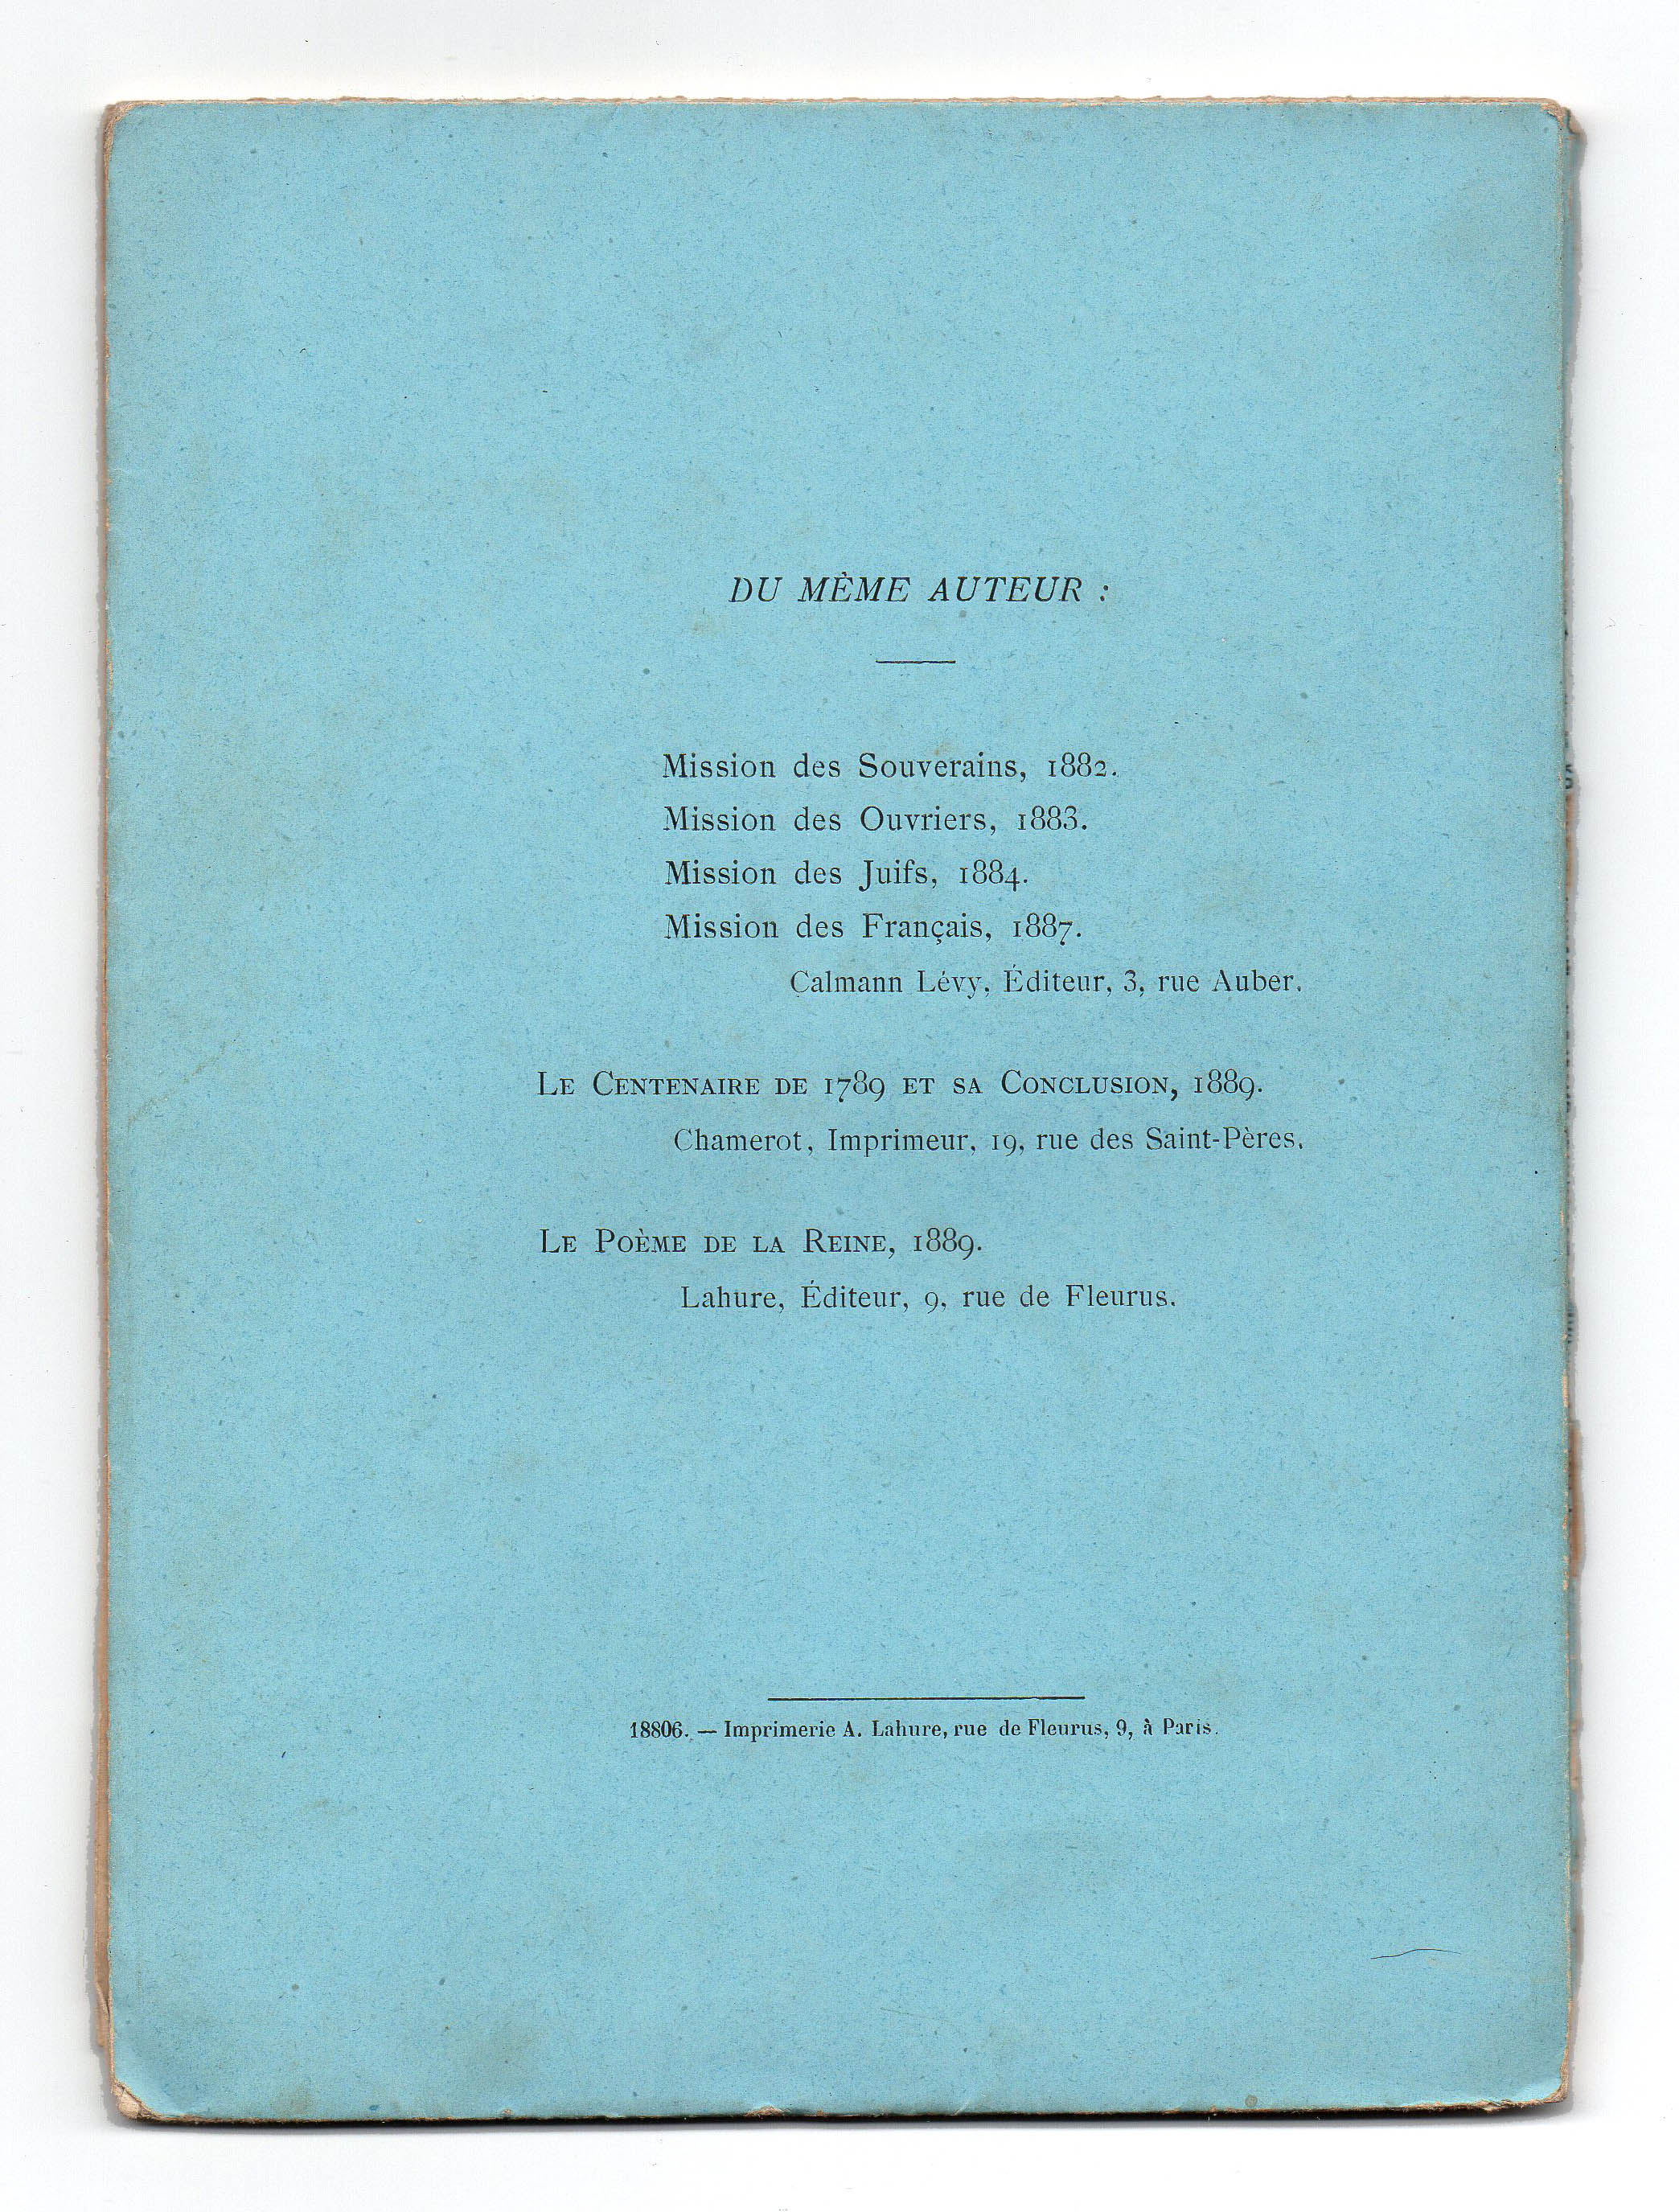 DU MÊME AUTEUR :
Mission des Souverains, 1882.
Mission des Ouvriers, 1883.
Mission des Juifs, 1884.
Mission des Français, 1887.
Calmann Lévy, Éditeur, 3, rue Auber.
LE CENTENAIRE DE 1789 ET SA CONCLUSION, 1889.
Chamerot, Imprimeur, 19, rue des Saint-Pères.
LE POÈME DE LA REINE, 1889.
Lahure, Éditeur, 9, rue de Fleurus.
18806. — Imprimerie A. Lahure, rue de Fleurus, 9, à Paris.